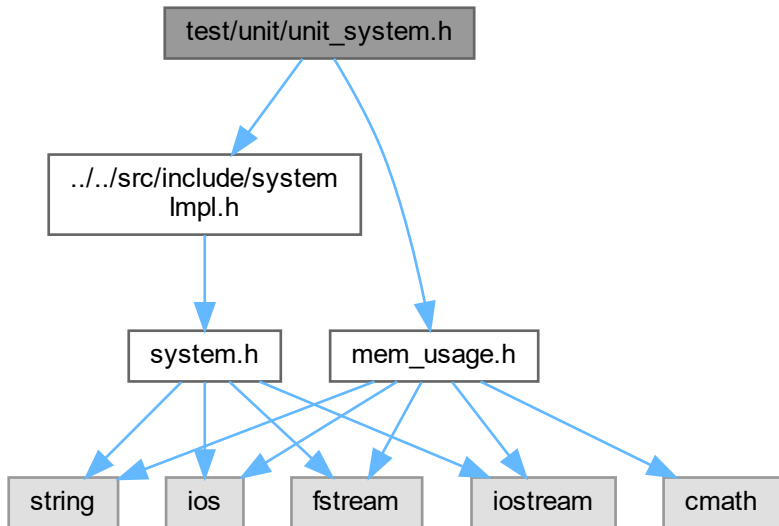 test/unit/unit_system.h
../../src/include/system
Impl.h
system.h
mem_usage.h
string
ios
fstream
iostream
cmath